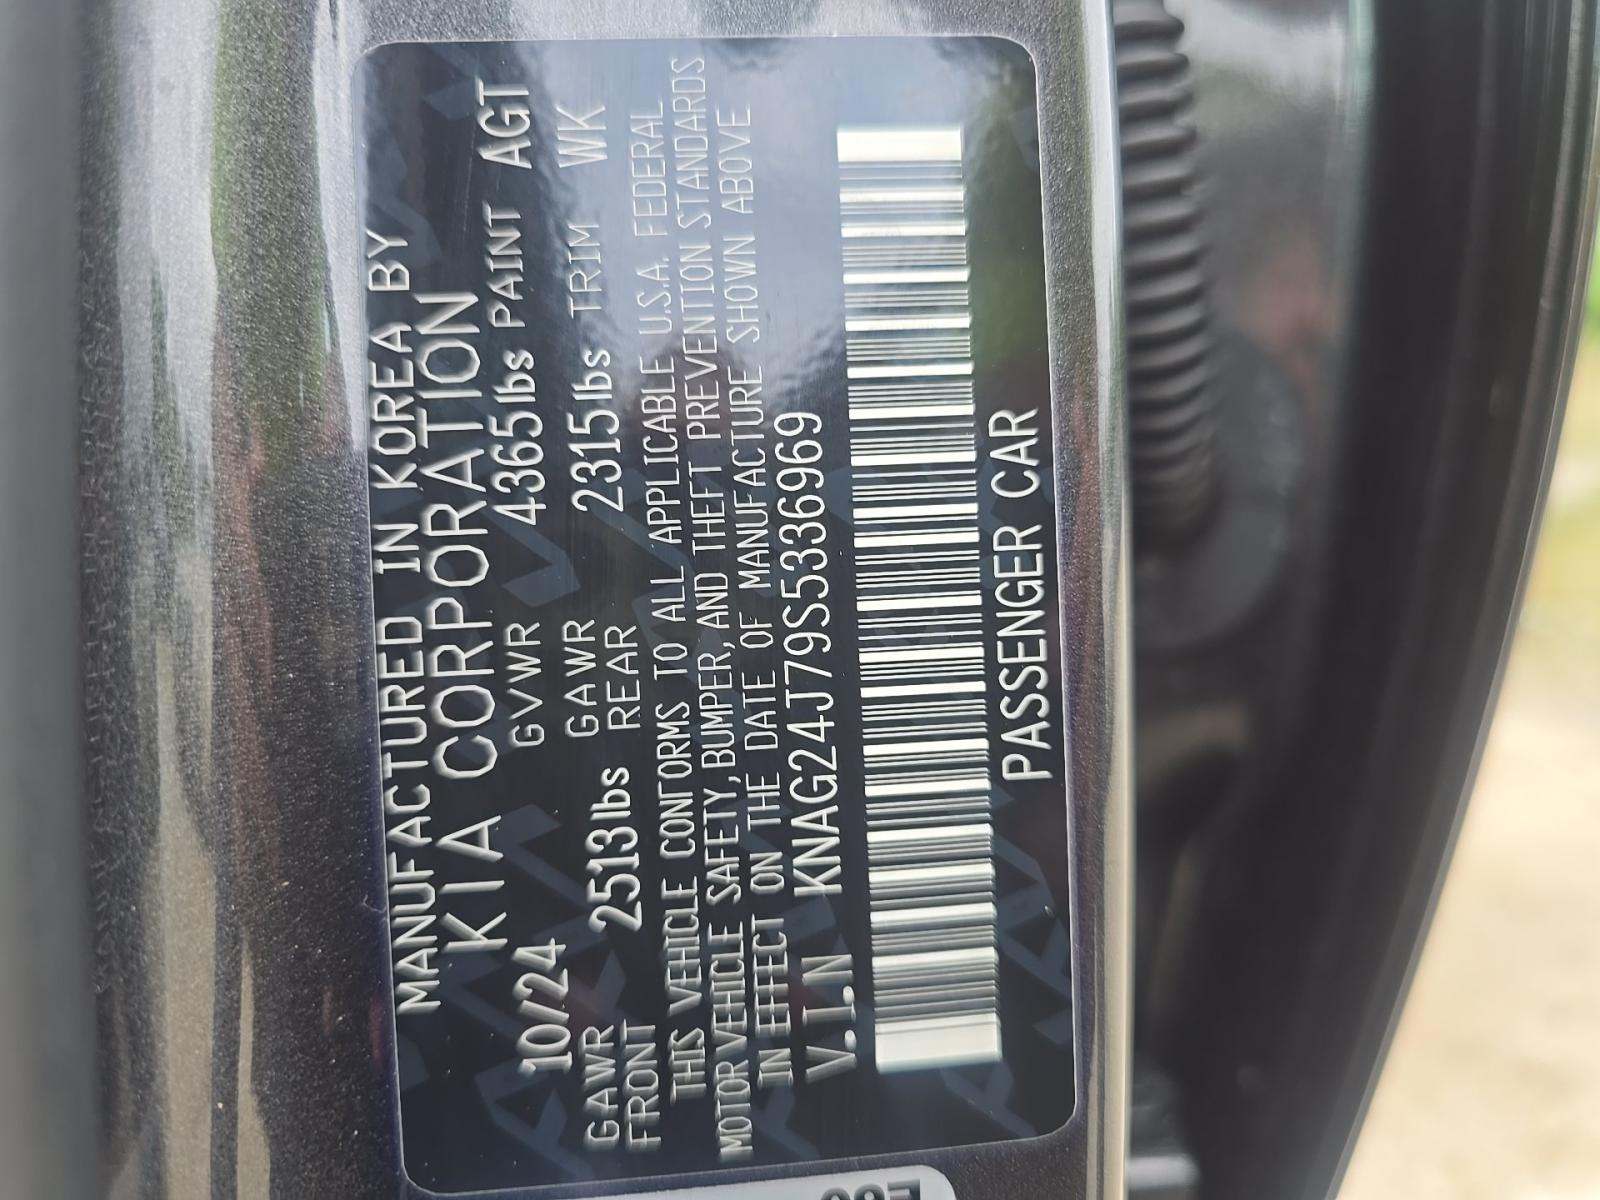 MANUFACTURED IN KOREA BY
KIA CORPORATION
10/24 GVWR 4365lbs PAINT AGT
GAWR FRONT 2513lbs GAWR REAR 2315lbs TRIM WK
THIS VEHICLE CONFORMS TO ALL APPLICABLE U.S.A. FEDERAL
MOTOR VEHICLE SAFETY, BUMPER, AND THEFT PREVENTION STANDARDS
IN EFFECT ON THE DATE OF MANUFACTURE SHOWN ABOVE
V.I.N KNAG24J79S5336969
PASSENGER CAR